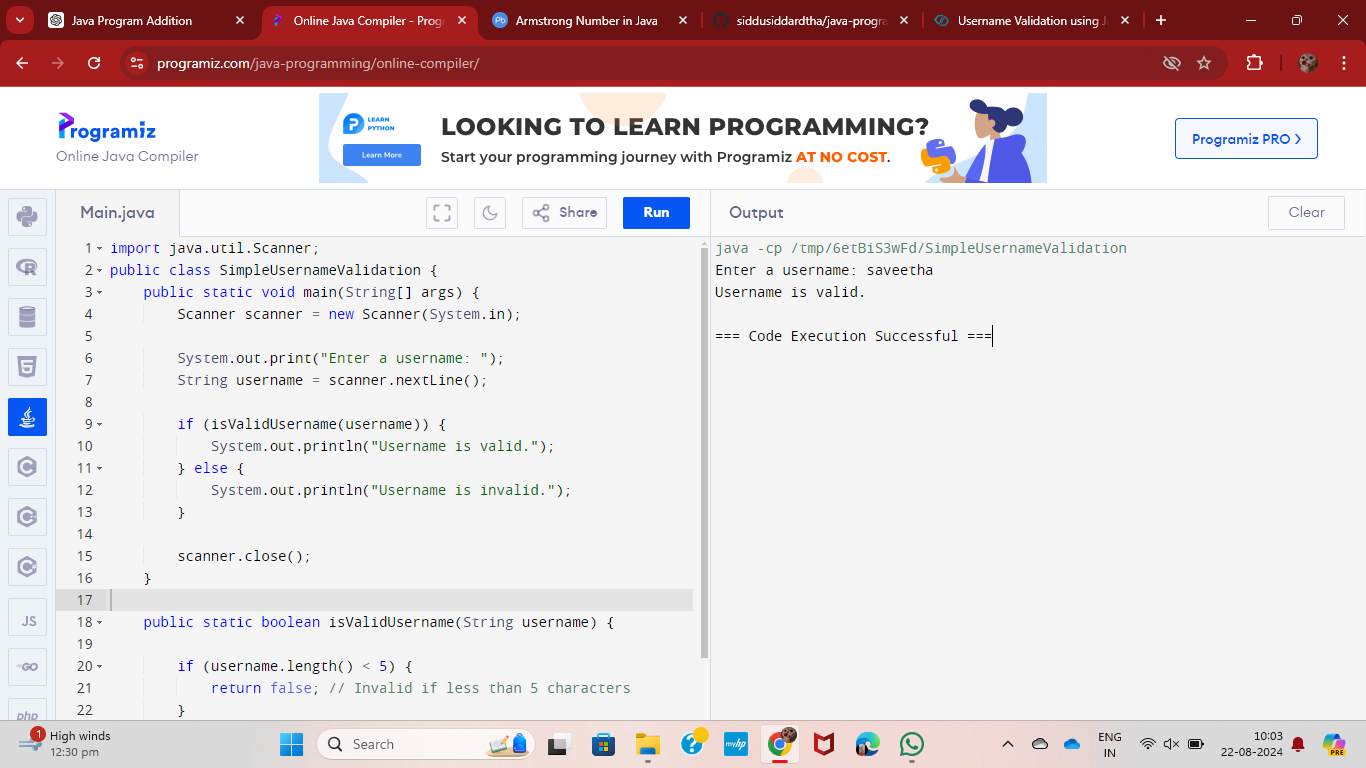 Java Program Addition
Online Java Compiler - Progr
Armstrong Number in Java
siddusiddardtha/java-progra
Username Validation using J
programiz.com/java-programming/online-compiler/
Programiz
Online Java Compiler
LEARN
PYTHON
Learn More
LOOKING TO LEARN PROGRAMMING?
Start your programming journey with Programiz AT NO COST.
Programiz PRO >
Main.java
Share
Run
Output
Clear
1 import java.util.Scanner;
2 public class SimpleUsernameValidation {
3     public static void main(String[] args) {
4         Scanner scanner = new Scanner(System.in);
5
6         System.out.print("Enter a username: ");
7         String username = scanner.nextLine();
8
9         if (isValidUsername(username)) {
10             System.out.println("Username is valid.");
11         } else {
12             System.out.println("Username is invalid.");
13         }
14
15         scanner.close();
16     }
17
18     public static boolean isValidUsername(String username) {
19
20         if (username.length() < 5) {
21             return false; // Invalid if less than 5 characters
22         }
java -cp /tmp/6etBiS3wFd/SimpleUsernameValidation
Enter a username: saveetha
Username is valid.
=== Code Execution Successful ===
JS
GO
php
1
High winds
12:30 pm
Search
ENG
IN
10:03
22-08-2024
PRE